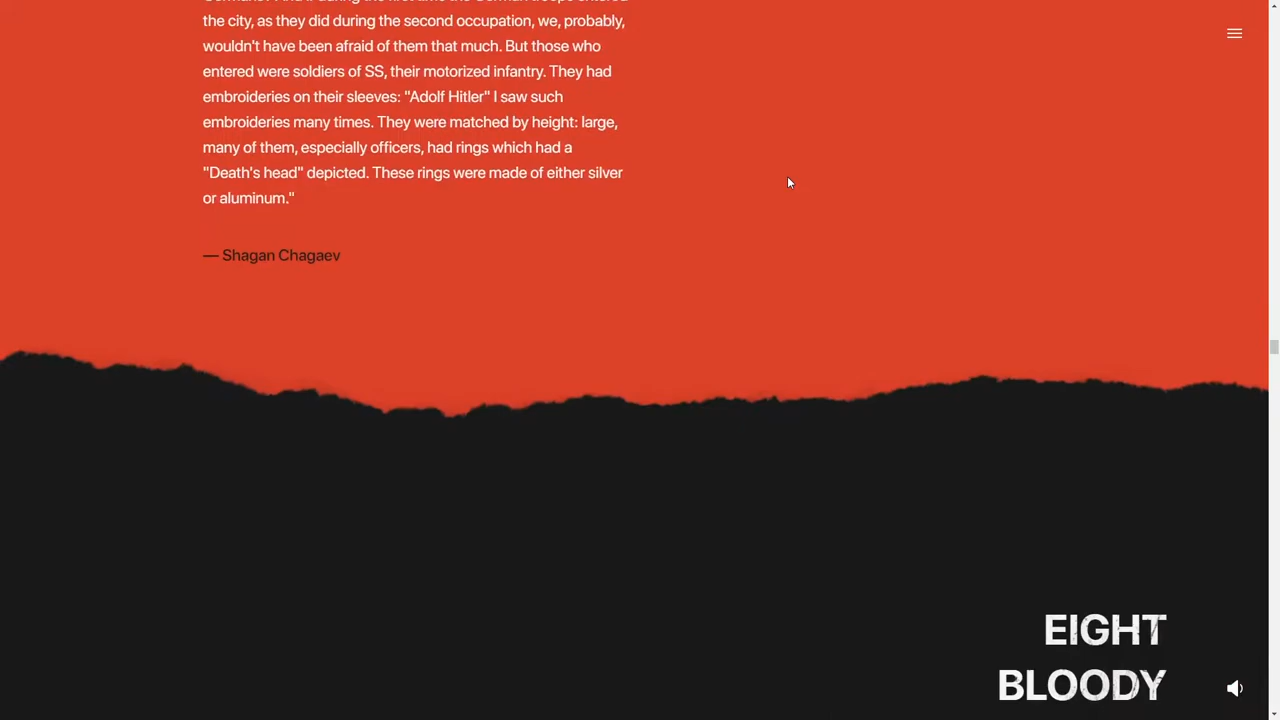 the city, as they did during the second occupation, we, probably,
wouldn't have been afraid of them that much. But those who
entered were soldiers of SS, their motorized infantry. They had
embroideries on their sleeves: "Adolf Hitler" I saw such
embroideries many times. They were matched by height: large,
many of them, especially officers, had rings which had a
"Death's head" depicted. These rings were made of either silver
or aluminum."
— Shagan Chagaev
EIGHT
BLOODY